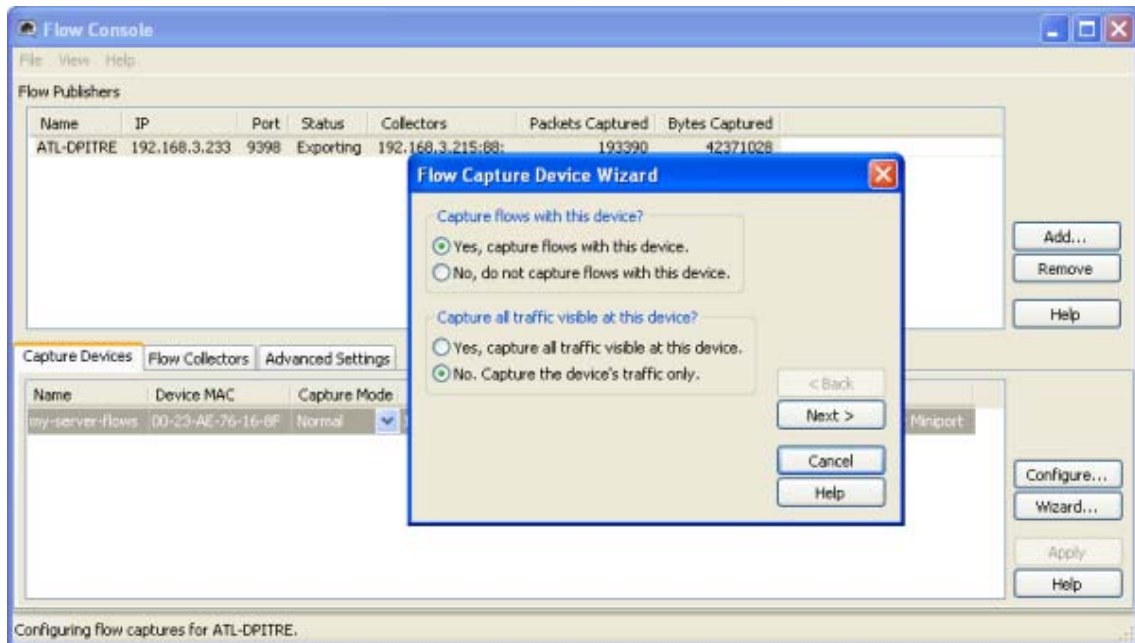 Flow Console
File View Help
Flow Publishers
Name IP Port Status Collectors Packets Captured Bytes Captured
ATL-DPITRE 192.168.3.233 9398 Exporting 192.168.3.215:88: 193390 42371028
Flow Capture Device Wizard
Capture flows with this device?
Yes, capture flows with this device.
No, do not capture flows with this device.
Capture all traffic visible at this device?
Yes, capture all traffic visible at this device.
No. Capture the device's traffic only.
< Back
Next >
Cancel
Help
Add...
Remove
Help
Capture Devices Flow Collectors Advanced Settings
Name Device MAC Capture Mode
my-server-flows 00-23-AE-76-16-8F Normal Miniport
Configure...
Wizard...
Apply
Help
Configuring flow captures for ATL-DPITRE.